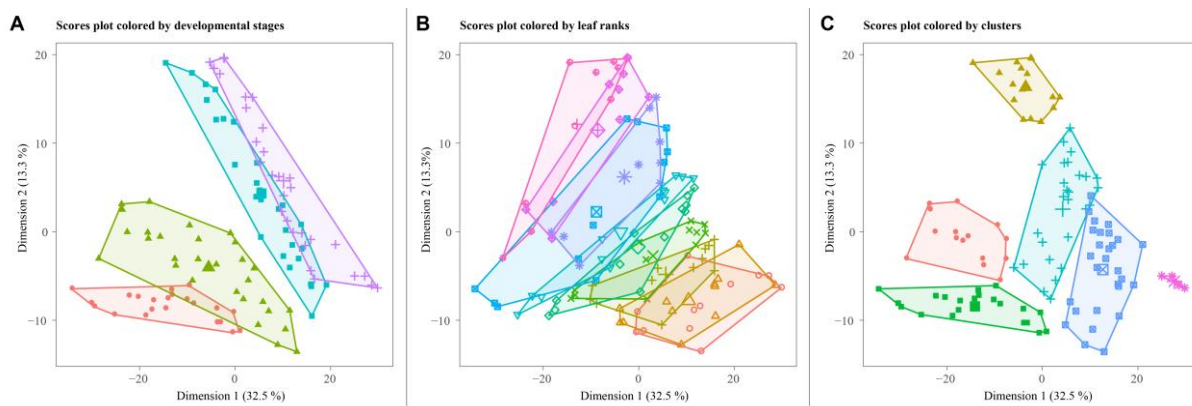 A
Scores plot colored by developmental stages
Dimension 2 (13.3 %)
20
10
0
−10
−20
0
20
Dimension 1 (32.5 %)
B
Scores plot colored by leaf ranks
Dimension 2 (13.3%)
20
10
0
−10
−20
0
20
Dimension 1 (32.5 %)
C
Scores plot colored by clusters
Dimension 2 (13.3 %)
20
10
0
−10
−20
0
20
Dimension 1 (32.5 %)